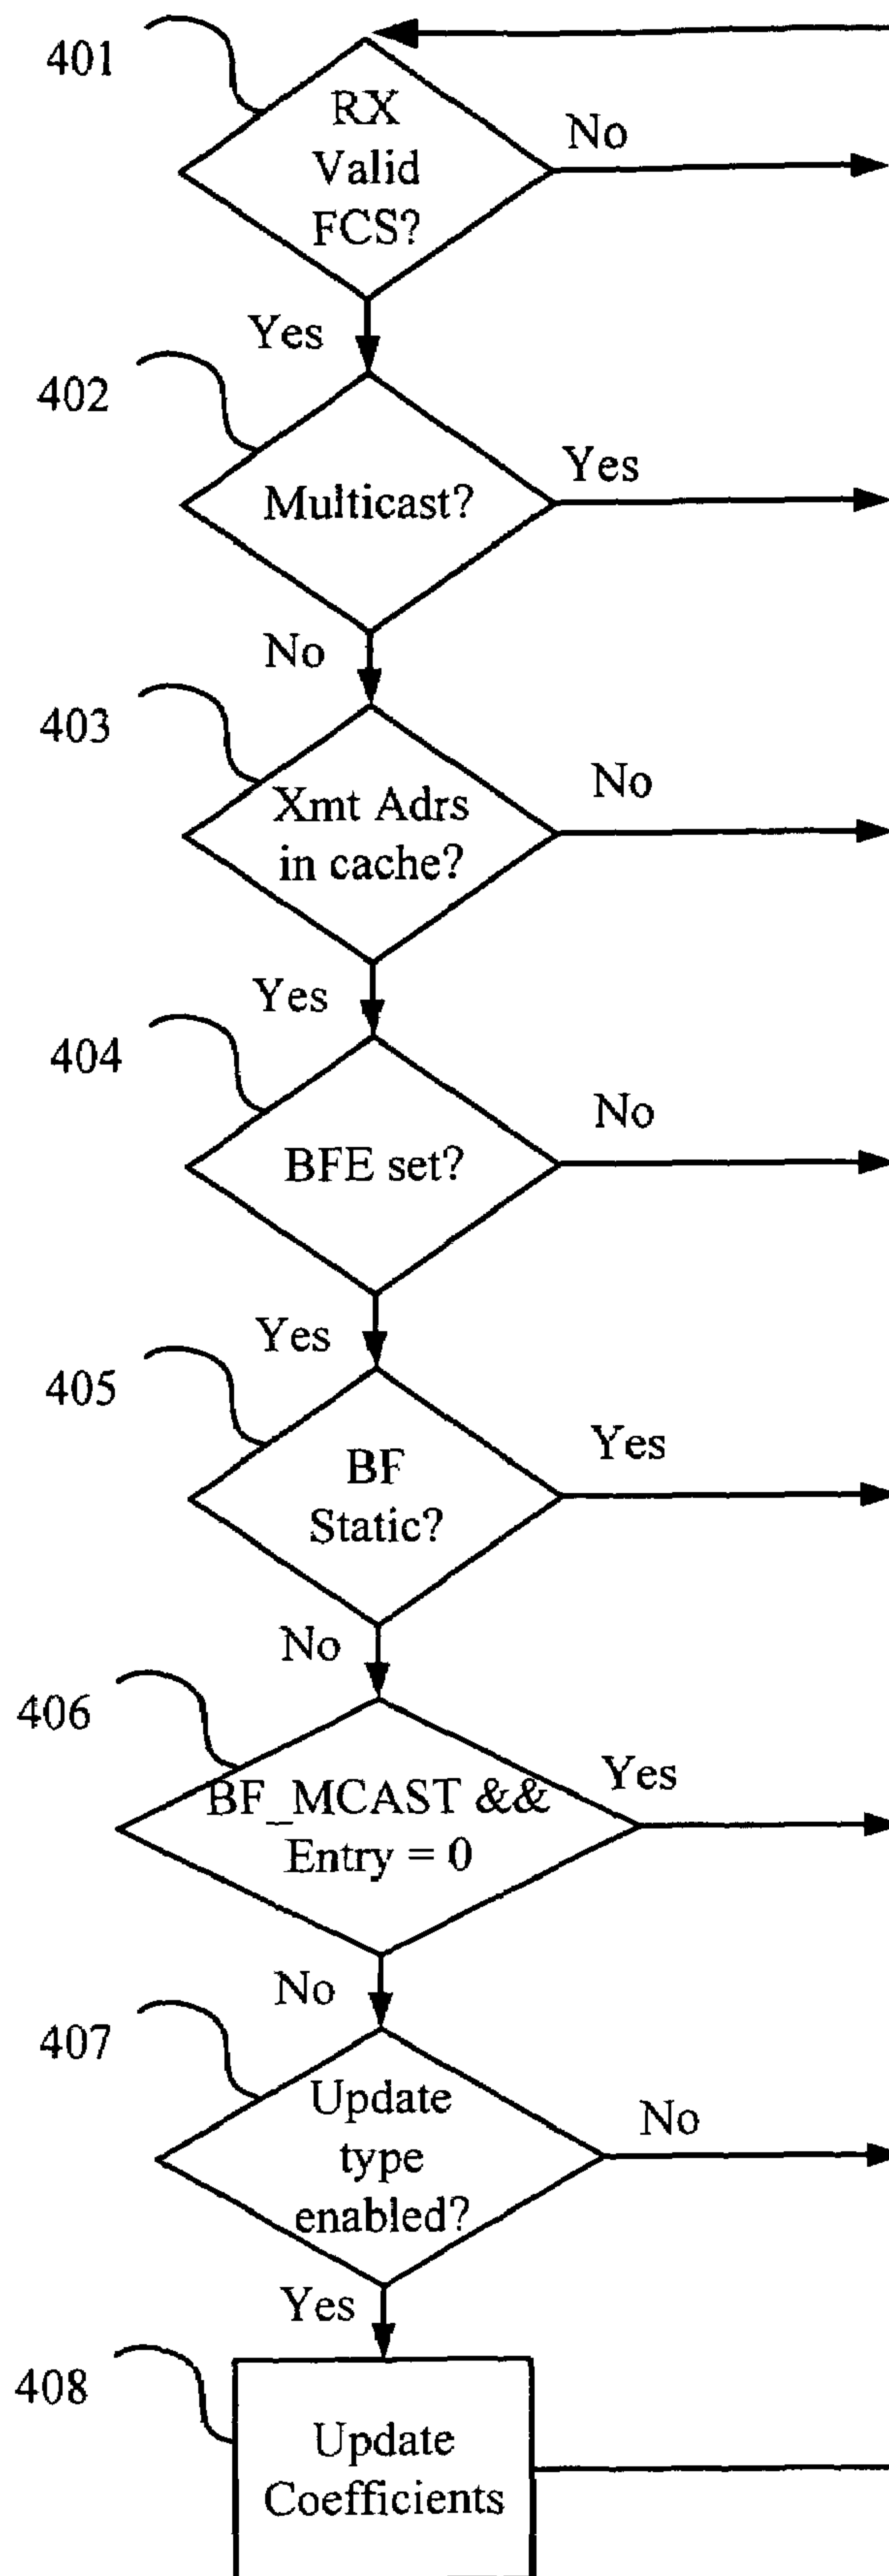 401
RX
Valid
FCS?
No
Yes
402
Multicast?
Yes
No
403
Xmt Adrs
in cache?
No
Yes
404
BFE set?
No
Yes
405
BF
Static?
Yes
No
406
BF_MCAST &&
Entry = 0
Yes
No
407
Update
type
enabled?
No
Yes
408
Update
Coefficients